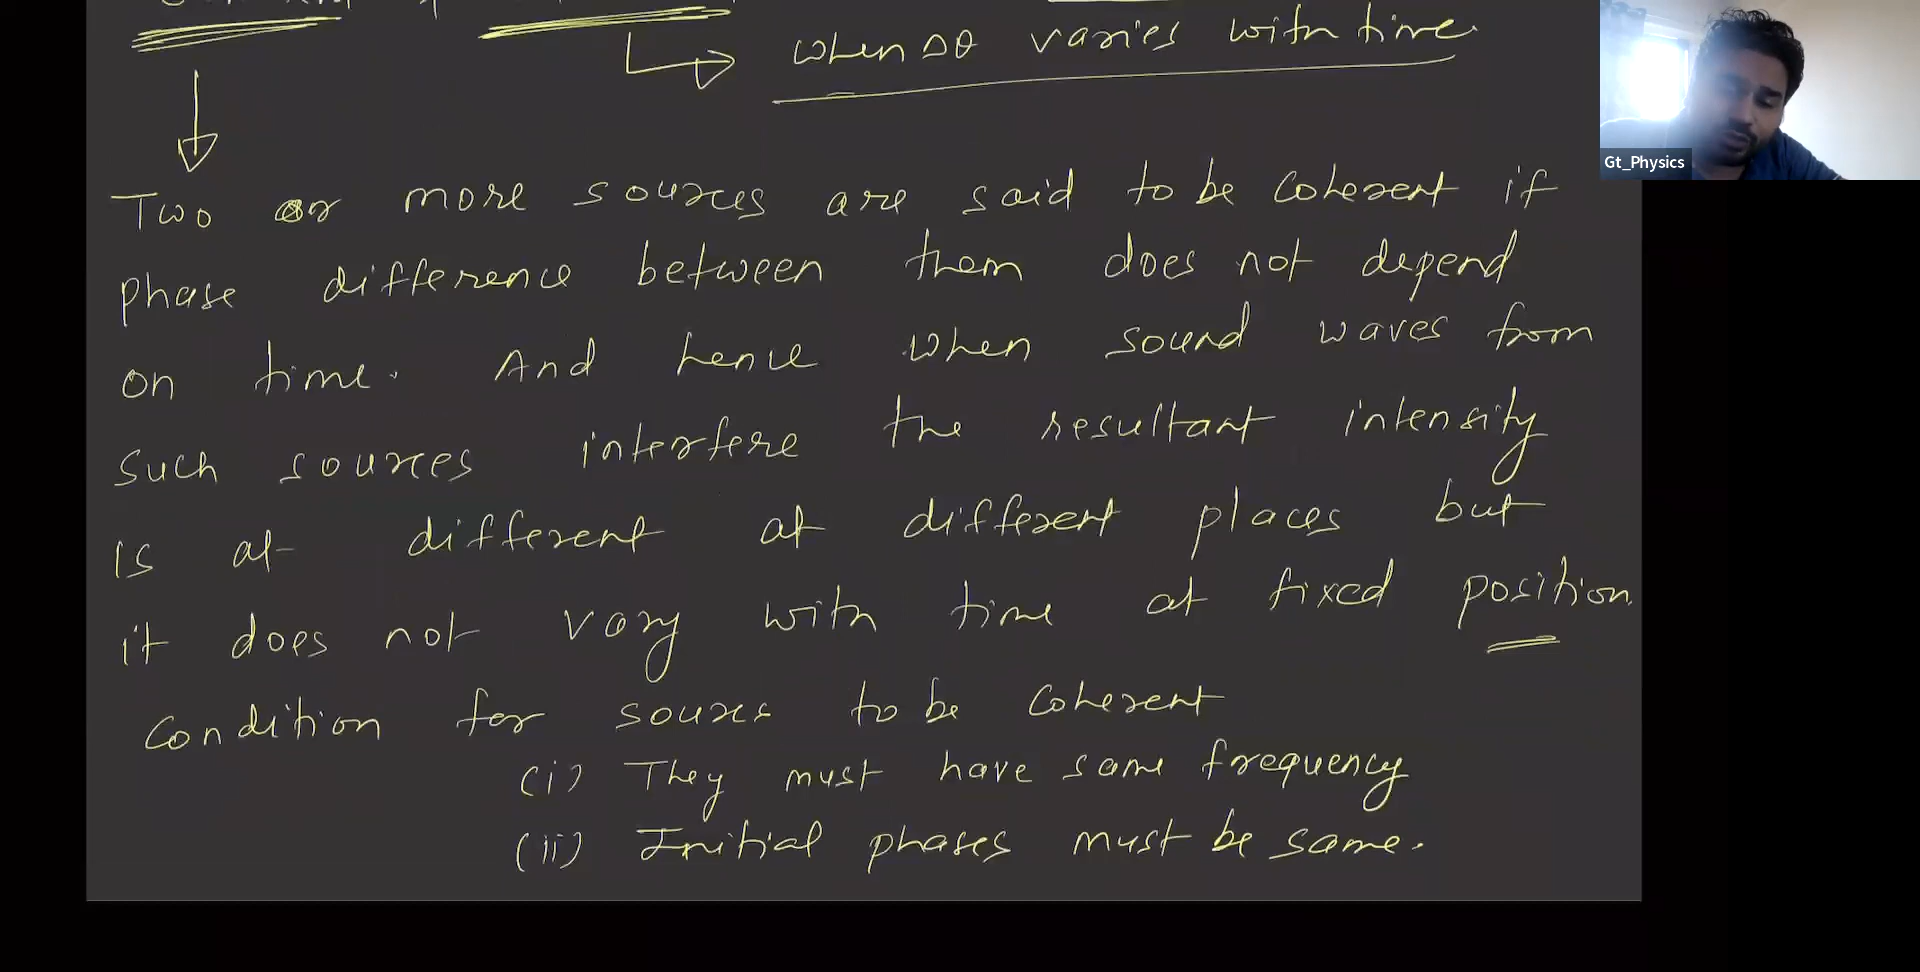 when Δθ varies with time.
Gt_Physics
Two or more sources are said to be coherent if
phase difference between them does not depend
on time. And hence when sound waves from
such sources interfere the resultant intensity
is at different at different places but
it does not vary with time at fixed position.
Condition for sources to be coherent
(i) They must have same frequency
(ii) Initial phases must be same.